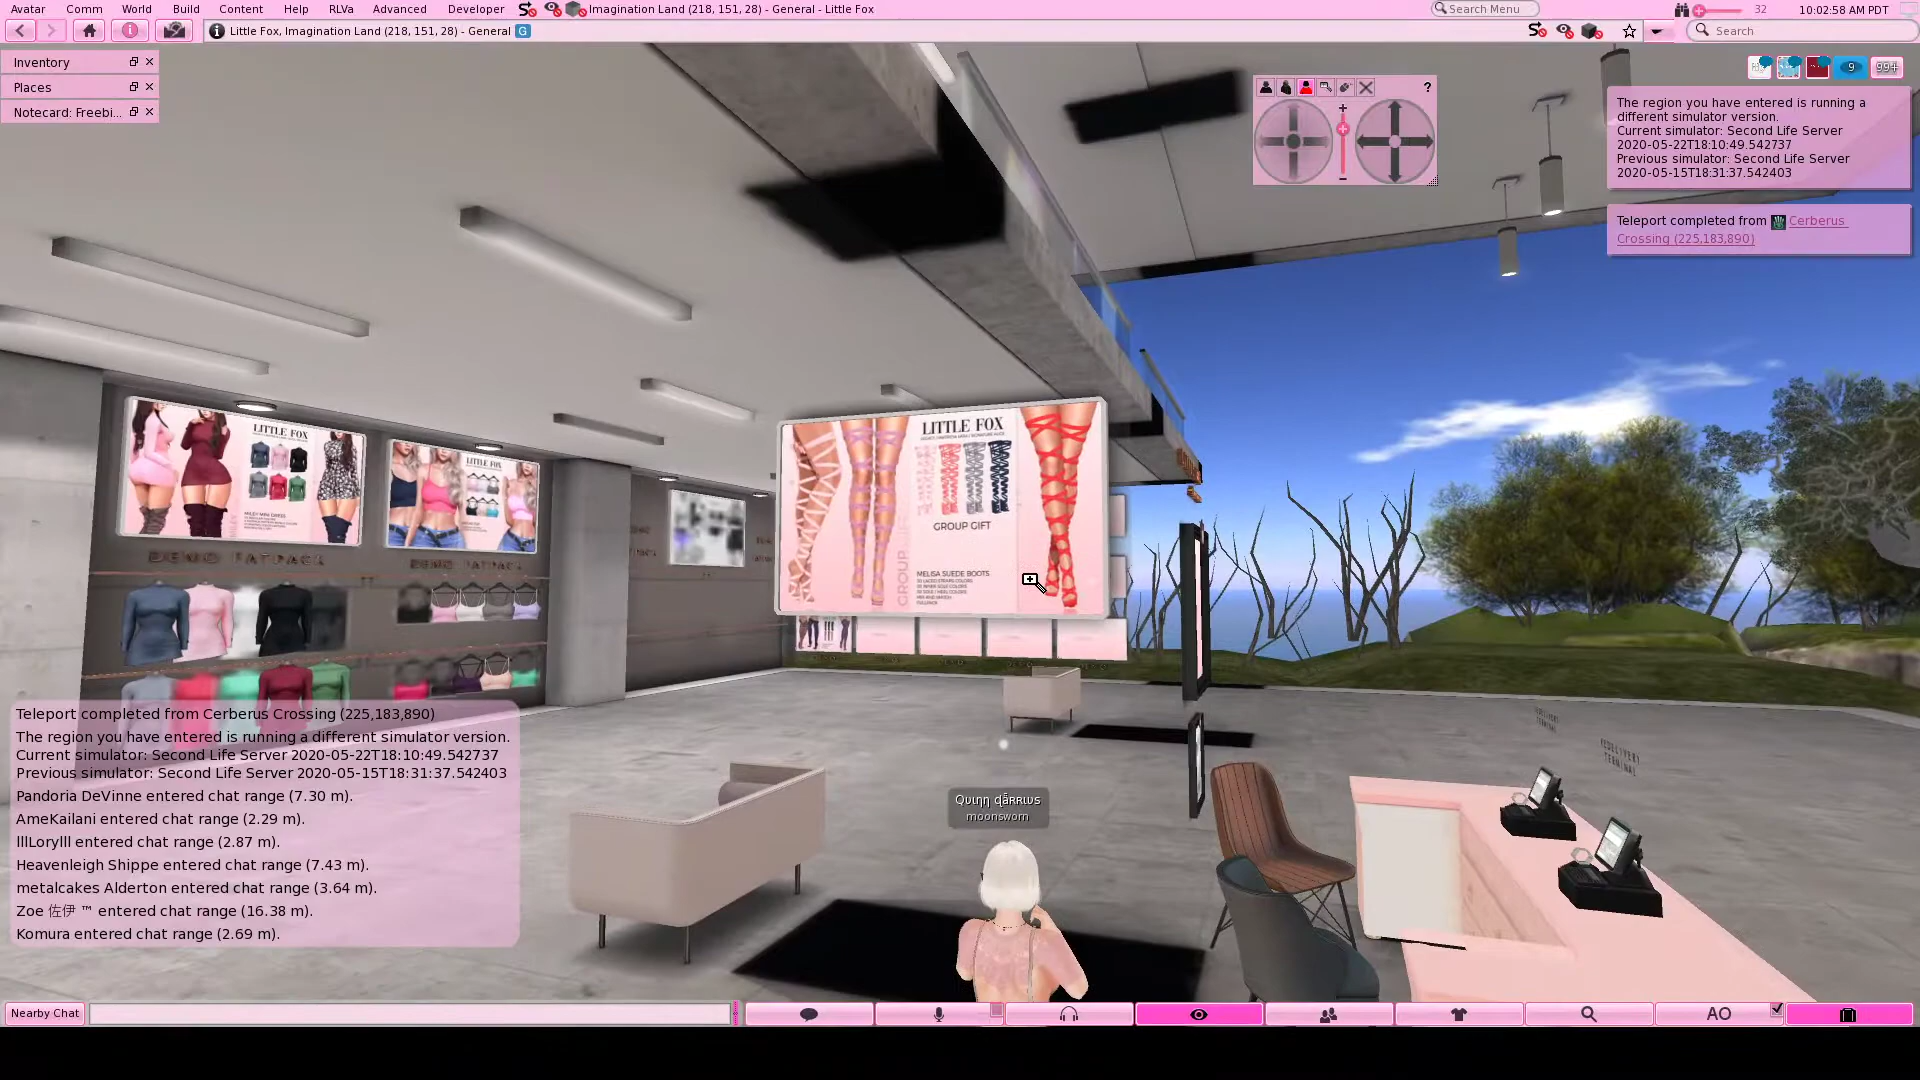 Avatar Comm World Build Content Help RLVa Advanced Developer Imagination Land (218, 151, 28) - General - Little Fox
Search Menu
32
10:02:58 AM PDT
Little Fox, Imagination Land (218, 151, 28) - General G
Search
Inventory
Places
Notecard: Freebi...
9
99+
?
The region you have entered is running a
different simulator version.
Current simulator: Second Life Server
2020-05-22T18:10:49.542737
Previous simulator: Second Life Server
2020-05-15T18:31:37.542403
Teleport completed from Cerberus
Crossing (225,183,890)
LITTLE FOX
MILEY MINI DRESS
LITTLE FOX
DEMO FATPACK
DEMO FATPACK
LITTLE FOX
GROUP GIFT
GROUP
MELISA SUEDE BOOTS
Teleport completed from Cerberus Crossing (225,183,890)
The region you have entered is running a different simulator version.
Current simulator: Second Life Server 2020-05-22T18:10:49.542737
Previous simulator: Second Life Server 2020-05-15T18:31:37.542403
Pandoria DeVinne entered chat range (7.30 m).
AmeKailani entered chat range (2.29 m).
lllLorylll entered chat range (2.87 m).
Heavenleigh Shippe entered chat range (7.43 m).
metalcakes Alderton entered chat range (3.64 m).
Zoe 佐伊 ™ entered chat range (16.38 m).
Komura entered chat range (2.69 m).
moonsworn
REDELIVERY
TERMINAL
Nearby Chat
AO